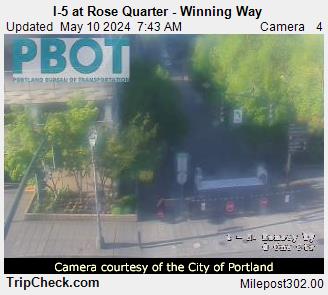 I-5 at Rose Quarter - Winning Way
Updated May 10 2024 7:43 AM Camera 4
PBOT
PORTLAND BUREAU OF TRANSPORTATION
Camera courtesy of the City of Portland
TripCheck.com Milepost302.00